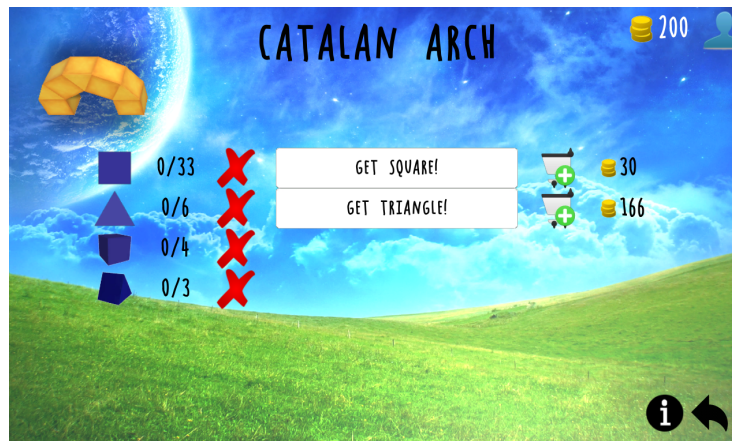 CATALAN ARCH
200
0/33 GET SQUARE! 30
0/6 GET TRIANGLE! 166
0/4
0/3
i